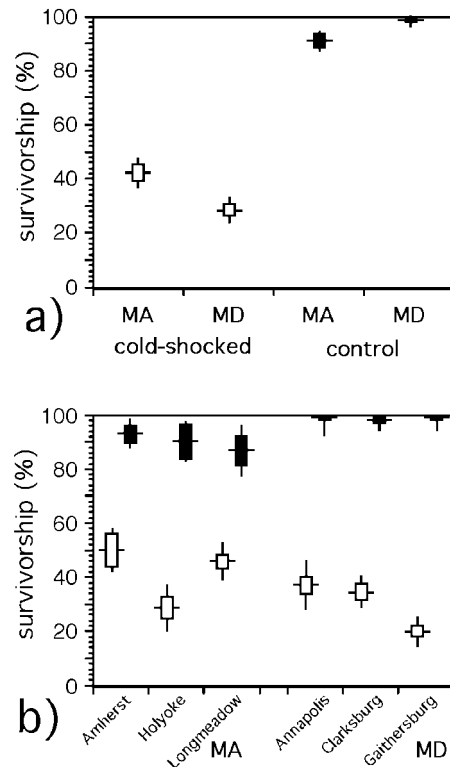 survivorship (%)
100
80
60
40
20
0
MA MD MA MD
cold-shocked control
a)
survivorship (%)
100
80
60
40
20
0
Amherst Holyoke Longmeadow Annapolis Clarksburg Gaithersburg
MA MD
b)